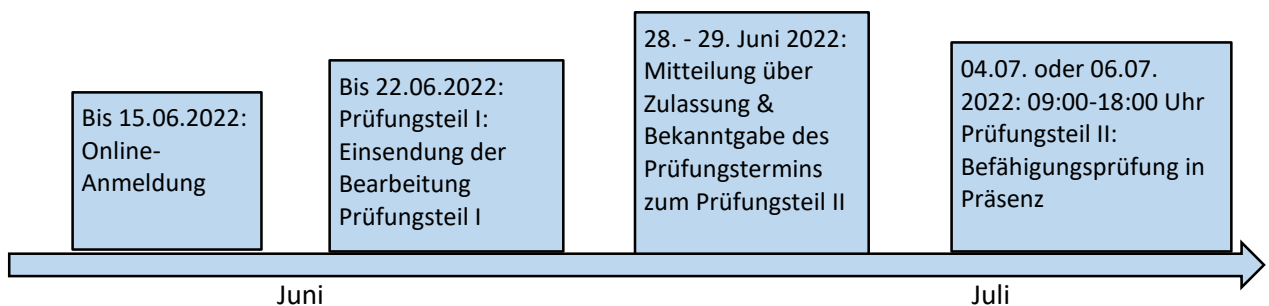 Bis 15.06.2022:
Online-
Anmeldung
Bis 22.06.2022:
Prüfungsteil I:
Einsendung der
Bearbeitung
Prüfungsteil I
28. - 29. Juni 2022:
Mitteilung über
Zulassung &
Bekanntgabe des
Prüfungstermins
zum Prüfungsteil II
04.07. oder 06.07.
2022: 09:00-18:00 Uhr
Prüfungsteil II:
Befähigungsprüfung in
Präsenz
Juni
Juli